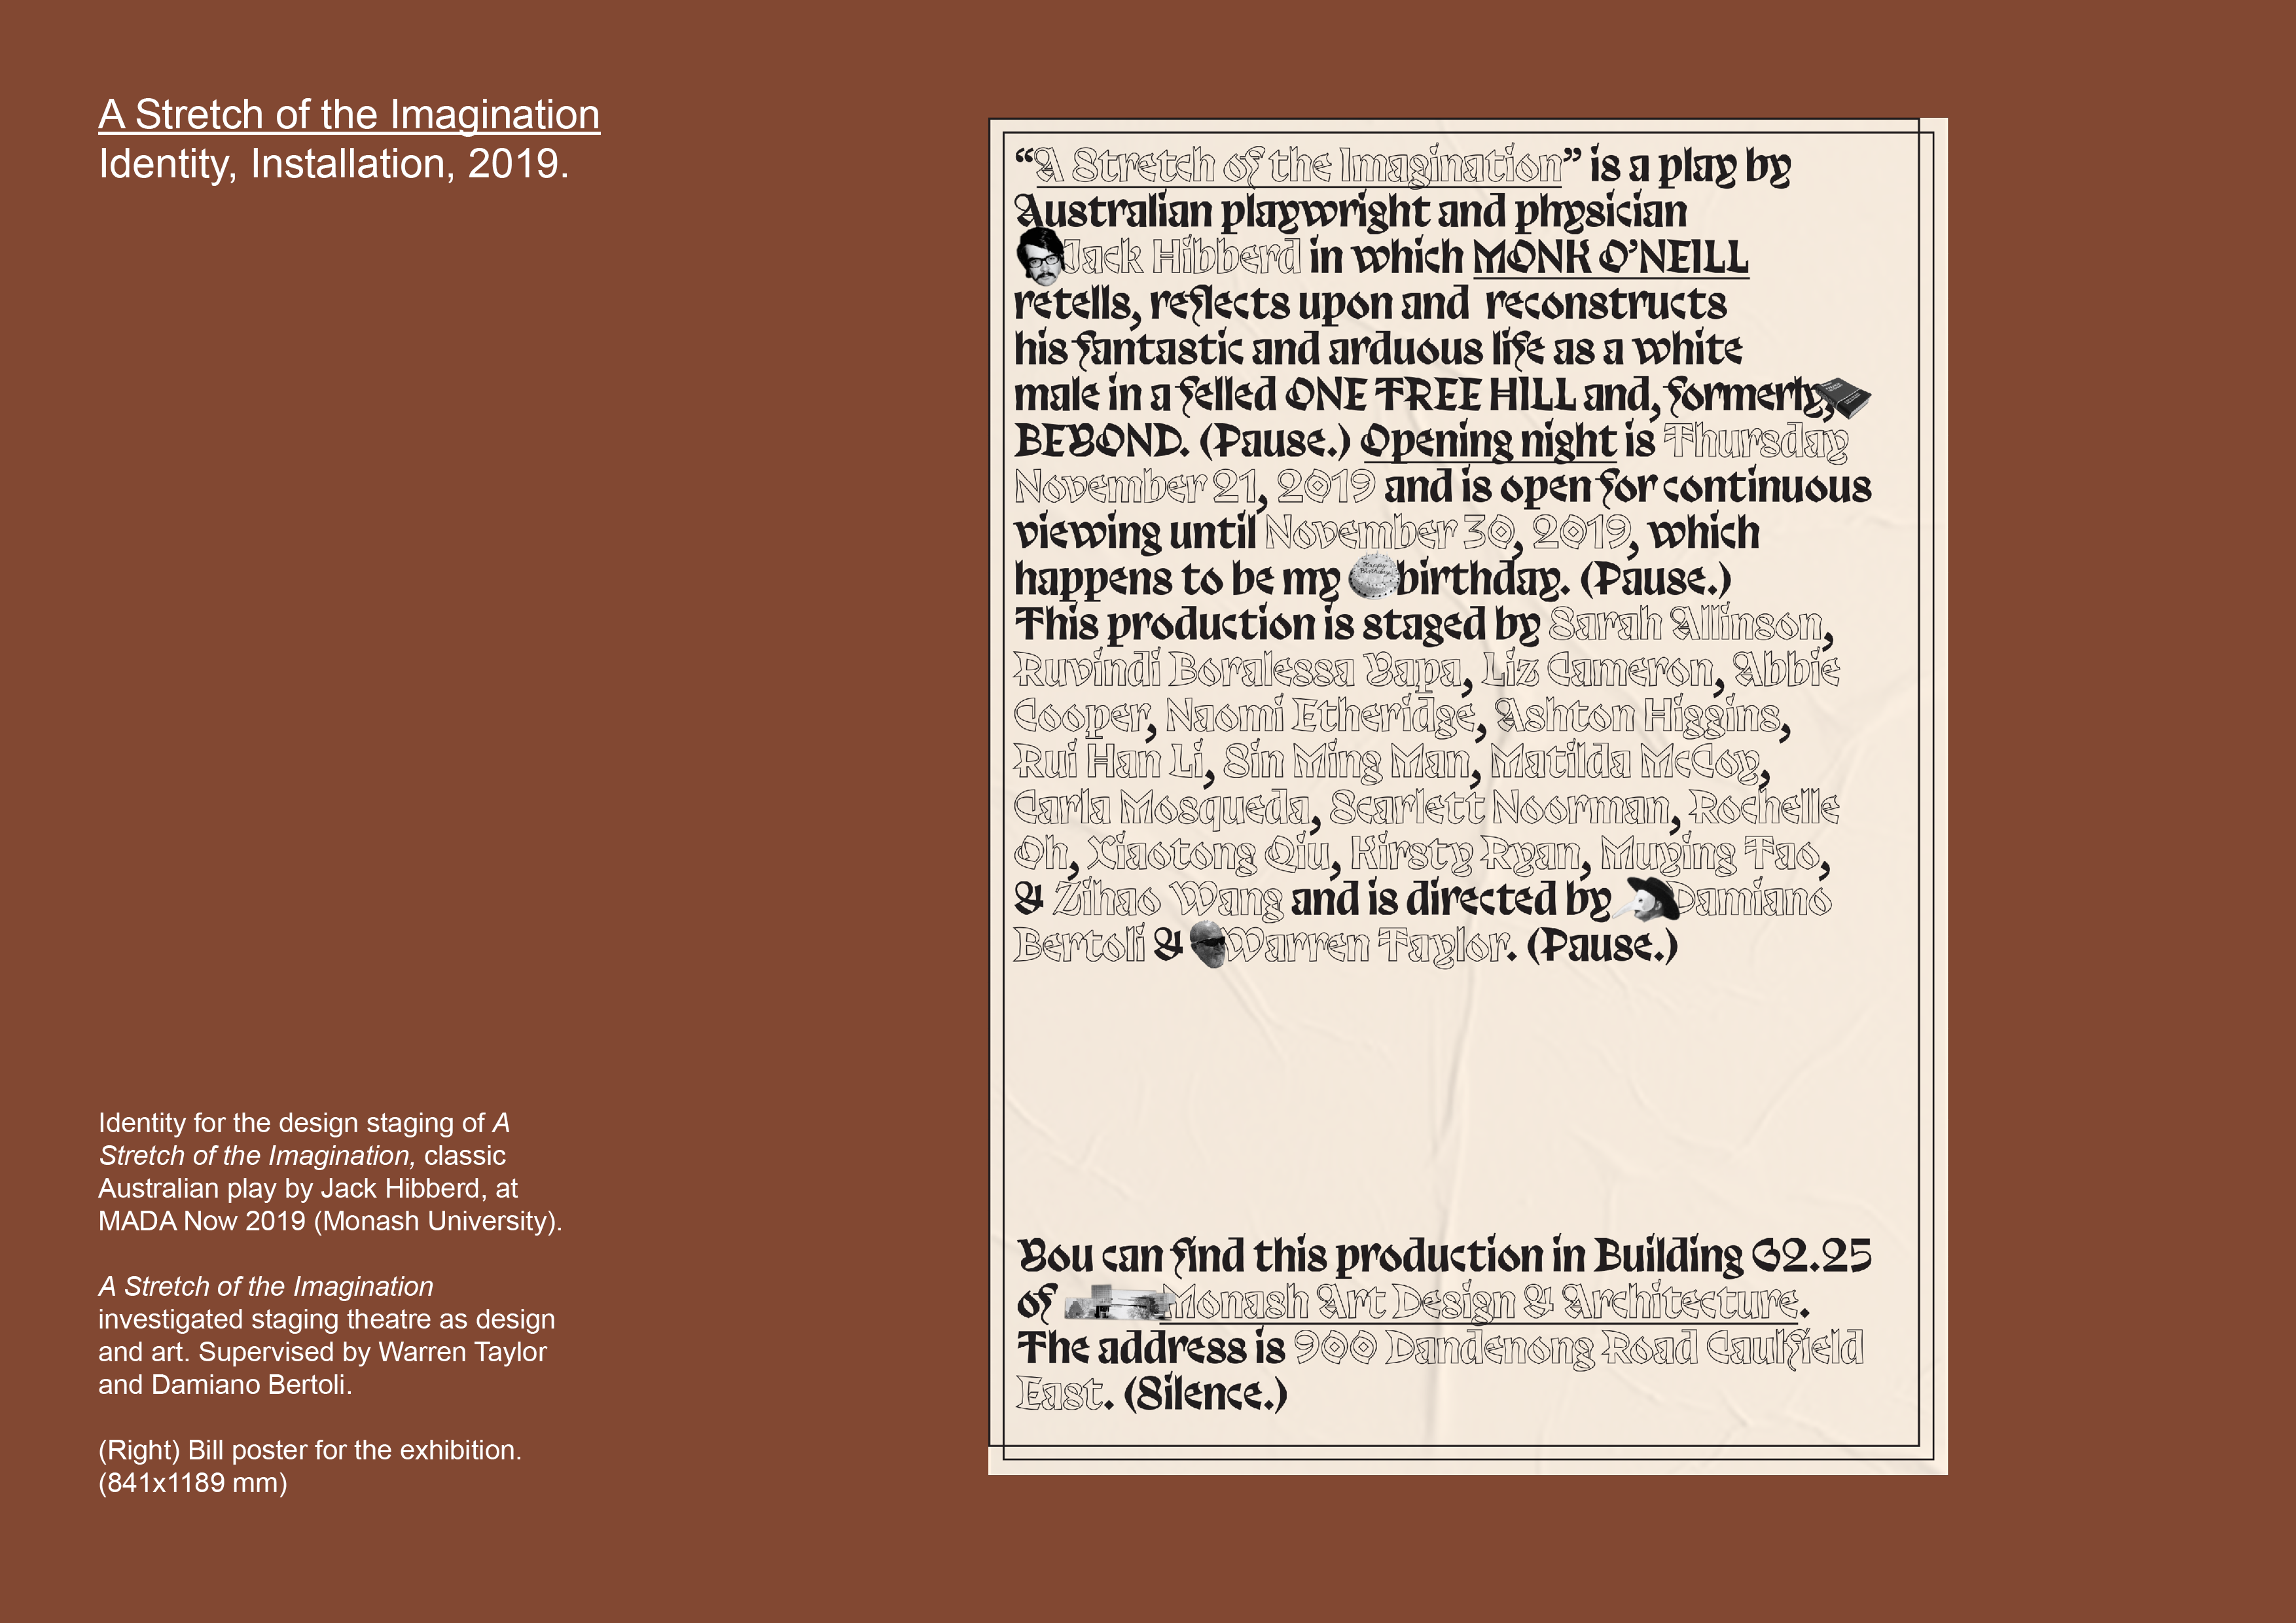 A Stretch of the Imagination
Identity, Installation, 2019.
Identity for the design staging of A
Stretch of the Imagination, classic
Australian play by Jack Hibberd, at
MADA Now 2019 (Monash University).
A Stretch of the Imagination
investigated staging theatre as design
and art. Supervised by Warren Taylor
and Damiano Bertoli.
(Right) Bill poster for the exhibition.
(841x1189 mm)
“A Stretch of the Imagination” is a play by
Australian playwright and physician
Jack Hibberd in which MONK O’NEILL
retells, reflects upon and reconstructs
his fantastic and arduous life as a white
male in a felled ONE TREE HILL and, formerly,
BEYOND. (Pause.) Opening night is Thursday
November 21, 2019 and is open for continuous
viewing until November 30, 2019, which
happens to be my Happy Birthday birthday. (Pause.)
This production is staged by Sarah Allinson,
Ruvindi Boralessa Yapa, Liz Cameron, Abbie
Cooper, Naomi Etheridge, Ashton Higgins,
Rui Han Li, Sin Ming Man, Matilda McCoy,
Carla Mosqueda, Scarlett Noorman, Rochelle
Oh, Xiaotong Qiu, Kirsty Ryan, Muying Tao,
& Zihao Wang and is directed by Damiano
Bertoli & Warren Taylor. (Pause.)
You can find this production in Building G2.25
of Monash Art Design & Architecture.
The address is 900 Dandenong Road Caulfield
East. (Silence.)